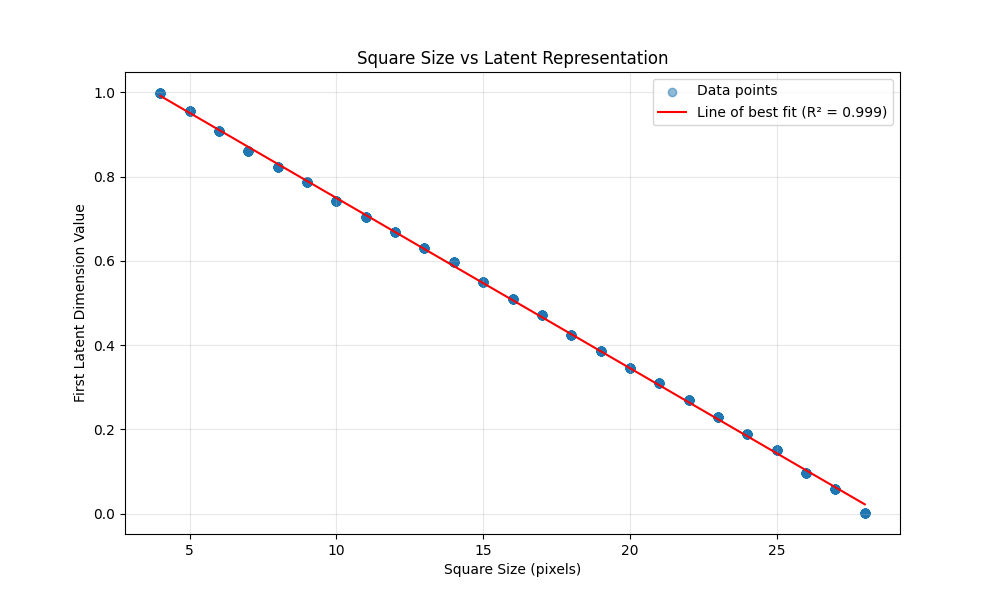 Square Size vs Latent Representation
Data points
Line of best fit (R² = 0.999)
First Latent Dimension Value
1.0
0.8
0.6
0.4
0.2
0.0
5
10
15
20
25
Square Size (pixels)